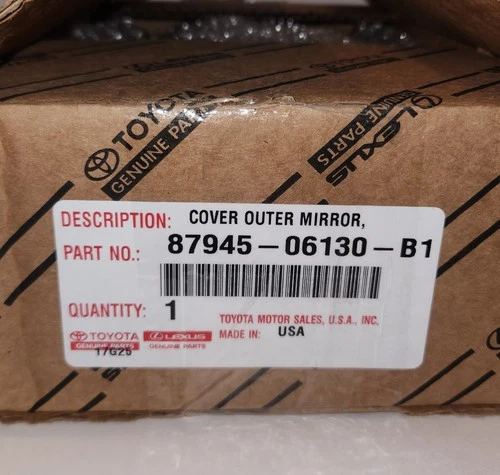 TOYOTA
GENUINE PARTS
LEXUS
GENUINE PARTS
DESCRIPTION: COVER OUTER MIRROR,
PART NO.: 87945-06130-B1
QUANTITY: 1
TOYOTA MOTOR SALES, U.S.A., INC.
MADE IN: USA
TOYOTA LEXUS
GENUINE PARTS GENUINE PARTS
17G25